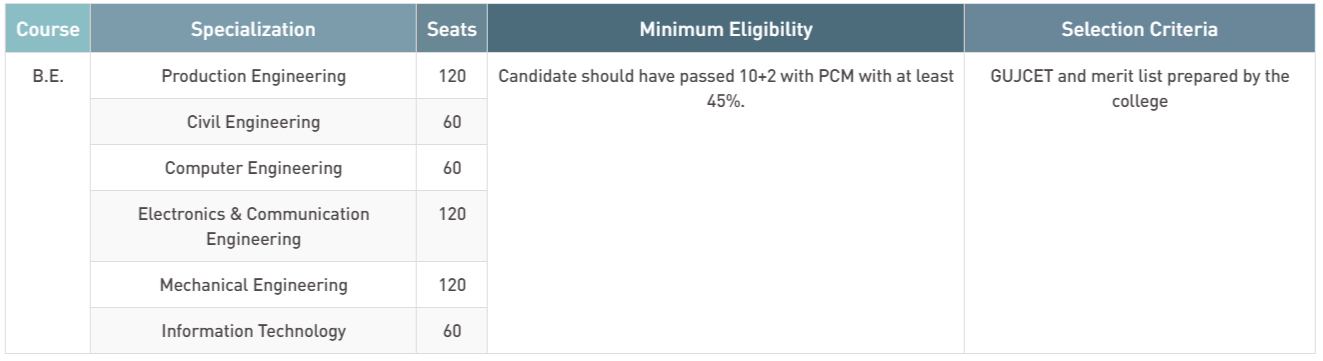 Course Specialization Seats Minimum Eligibility Selection Criteria
B.E. Production Engineering 120 Candidate should have passed 10+2 with PCM with at least GUJCET and merit list prepared by the
45%. college
Civil Engineering 60
Computer Engineering 60
Electronics & Communication 120
Engineering
Mechanical Engineering 120
Information Technology 60